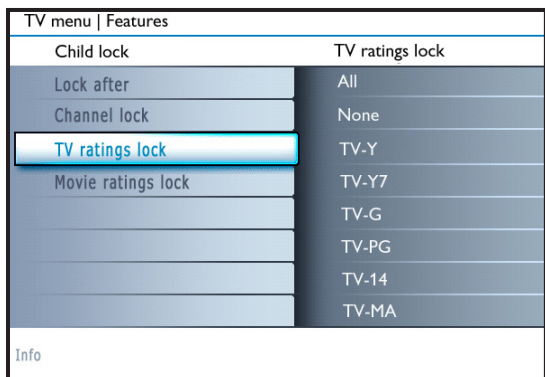 TV menu | Features
Child lock
TV ratings lock
Lock after
All
Channel lock
None
TV ratings lock
TV-Y
Movie ratings lock
TV-Y7
TV-G
TV-PG
TV-14
TV-MA
Info